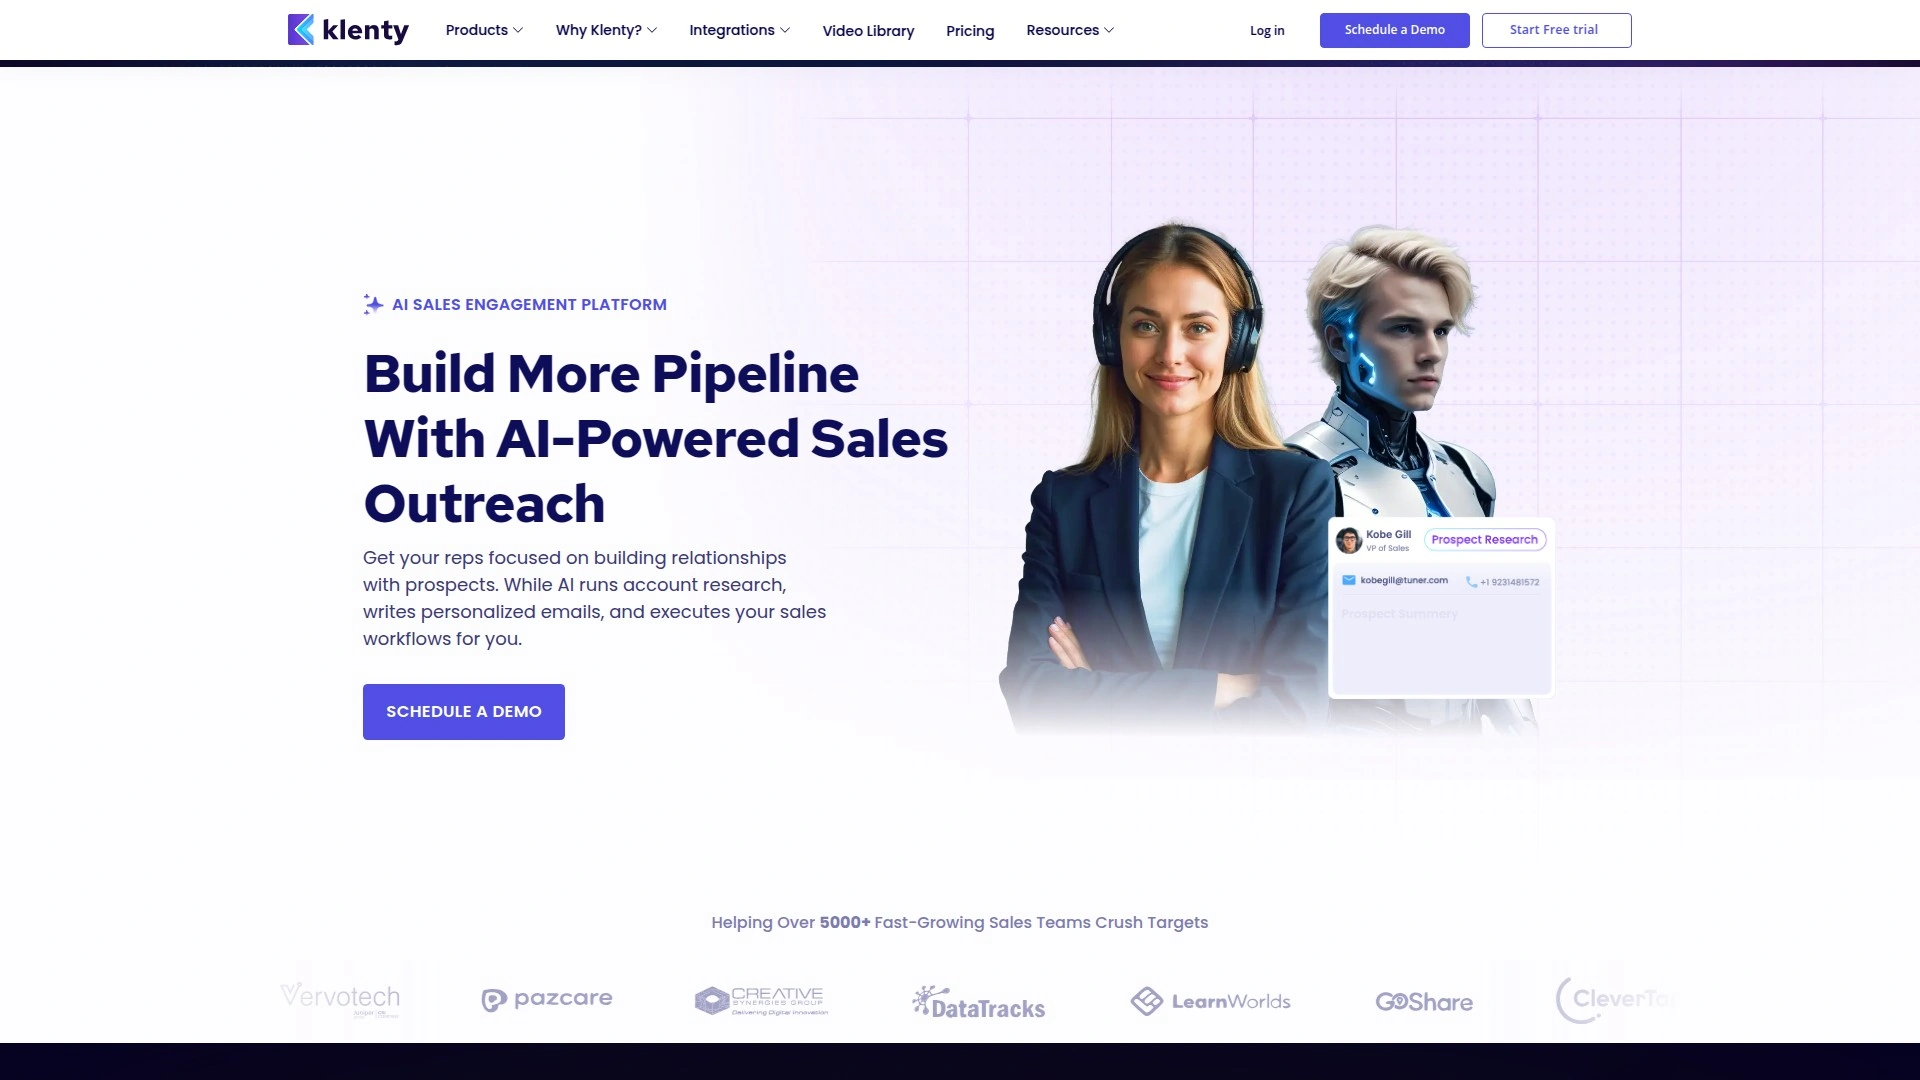 klenty
Products
Why Klenty?
Integrations
Video Library
Pricing
Resources
Log in
Schedule a Demo
Start Free trial
AI SALES ENGAGEMENT PLATFORM
Build More Pipeline
With AI-Powered Sales
Outreach
Get your reps focused on building relationships
with prospects. While AI runs account research,
writes personalized emails, and executes your sales
workflows for you.
SCHEDULE A DEMO
Kobe Gill
VP of Sales
Prospect Research
kobegill@tuner.com
+1 9231481572
Prospect Summery
Helping Over 5000+ Fast-Growing Sales Teams Crush Targets
Vervotech
pazcare
CREATIVE
SYNERGIES GROUP
Delivering Digital Innovation
DataTracks
LearnWorlds
GoShare
CleverTa